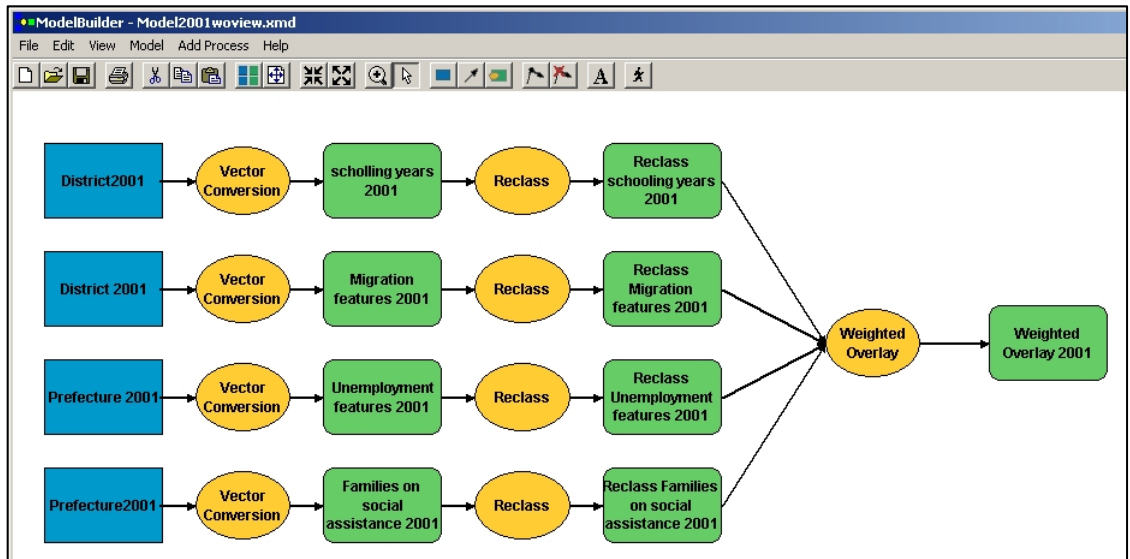 ModelBuilder - Model2001woview.xmd
File Edit View Model Add Process Help
A
District2001
Vector
Conversion
scholling years
2001
Reclass
Reclass
schooling years
2001
District 2001
Vector
Conversion
Migration
features 2001
Reclass
Reclass
Migration
features 2001
Weighted
Overlay
Weighted
Overlay 2001
Prefecture 2001
Vector
Conversion
Unemployment
features 2001
Reclass
Reclass
Unemployment
features 2001
Prefecture2001
Vector
Conversion
Families on
social
assistance 2001
Reclass
Reclass Families
on social
assistance 2001